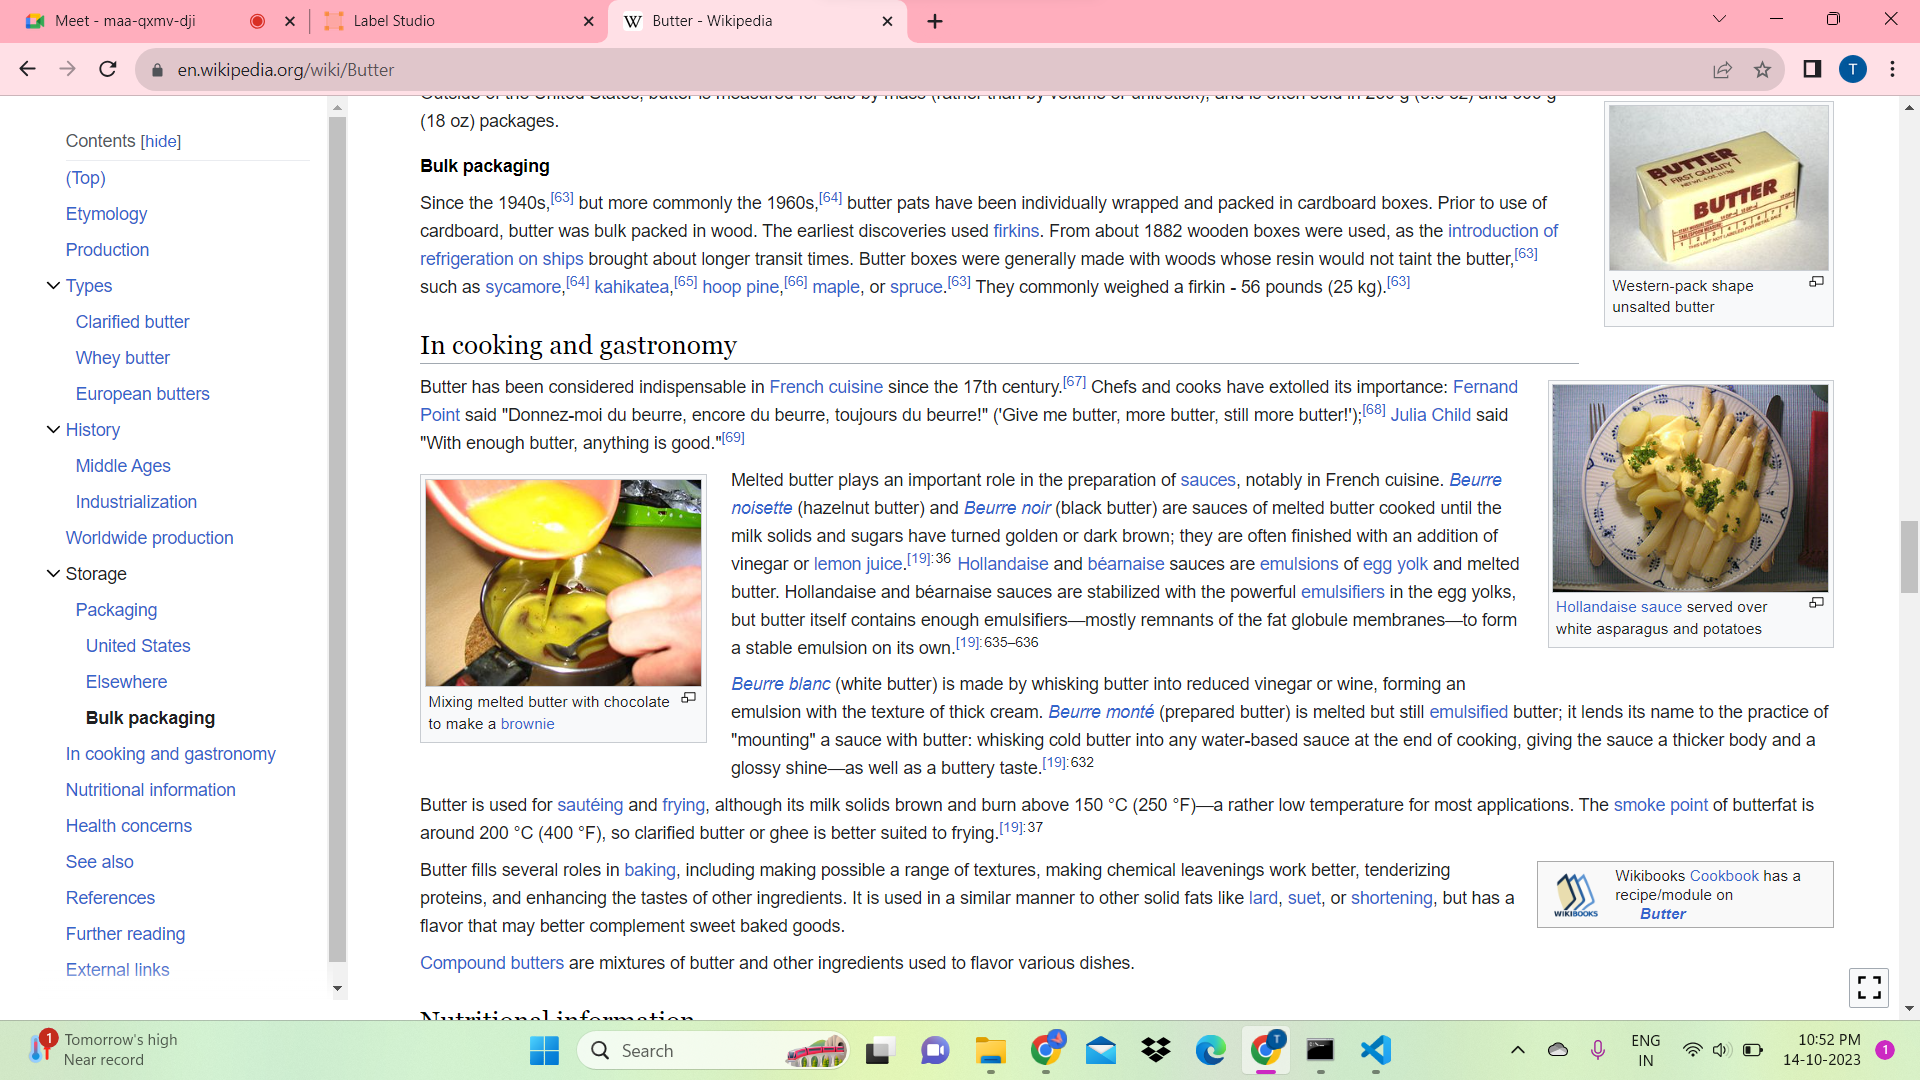 Meet - maa-qxmv-dji
Label Studio
Butter - Wikipedia
en.wikipedia.org/wiki/Butter
T
Contents [hide]
(Top)
Etymology
Production
Types
Clarified butter
Whey butter
European butters
History
Middle Ages
Industrialization
Worldwide production
Storage
Packaging
United States
Elsewhere
Bulk packaging
In cooking and gastronomy
Nutritional information
Health concerns
See also
References
Further reading
External links
(18 oz) packages.
Bulk packaging
Since the 1940s,[63] but more commonly the 1960s,[64] butter pats have been individually wrapped and packed in cardboard boxes. Prior to use of
cardboard, butter was bulk packed in wood. The earliest discoveries used firkins. From about 1882 wooden boxes were used, as the introduction of
refrigeration on ships brought about longer transit times. Butter boxes were generally made with woods whose resin would not taint the butter,[63]
such as sycamore,[64] kahikatea,[65] hoop pine,[66] maple, or spruce.[63] They commonly weighed a firkin - 56 pounds (25 kg).[63]
BUTTER
FIRST QUALITY
BUTTER
Western-pack shape
unsalted butter
In cooking and gastronomy
Butter has been considered indispensable in French cuisine since the 17th century.[67] Chefs and cooks have extolled its importance: Fernand
Point said "Donnez-moi du beurre, encore du beurre, toujours du beurre!" ('Give me butter, more butter, still more butter!');[68] Julia Child said
"With enough butter, anything is good."[69]
Hollandaise sauce served over
white asparagus and potatoes
Mixing melted butter with chocolate
to make a brownie
Melted butter plays an important role in the preparation of sauces, notably in French cuisine. Beurre
noisette (hazelnut butter) and Beurre noir (black butter) are sauces of melted butter cooked until the
milk solids and sugars have turned golden or dark brown; they are often finished with an addition of
vinegar or lemon juice.[19]:36 Hollandaise and béarnaise sauces are emulsions of egg yolk and melted
butter. Hollandaise and béarnaise sauces are stabilized with the powerful emulsifiers in the egg yolks,
but butter itself contains enough emulsifiers—mostly remnants of the fat globule membranes—to form
a stable emulsion on its own.[19]:635–636
Beurre blanc (white butter) is made by whisking butter into reduced vinegar or wine, forming an
emulsion with the texture of thick cream. Beurre monté (prepared butter) is melted but still emulsified butter; it lends its name to the practice of
"mounting" a sauce with butter: whisking cold butter into any water-based sauce at the end of cooking, giving the sauce a thicker body and a
glossy shine—as well as a buttery taste.[19]:632
Butter is used for sautéing and frying, although its milk solids brown and burn above 150 °C (250 °F)—a rather low temperature for most applications. The smoke point of butterfat is
around 200 °C (400 °F), so clarified butter or ghee is better suited to frying.[19]:37
Butter fills several roles in baking, including making possible a range of textures, making chemical leavenings work better, tenderizing
proteins, and enhancing the tastes of other ingredients. It is used in a similar manner to other solid fats like lard, suet, or shortening, but has a
flavor that may better complement sweet baked goods.
WIKIBOOKS
Wikibooks Cookbook has a
recipe/module on
Butter
Compound butters are mixtures of butter and other ingredients used to flavor various dishes.
Nutritional information
1
Tomorrow's high
Near record
Search
T
ENG
IN
10:52 PM
14-10-2023
1